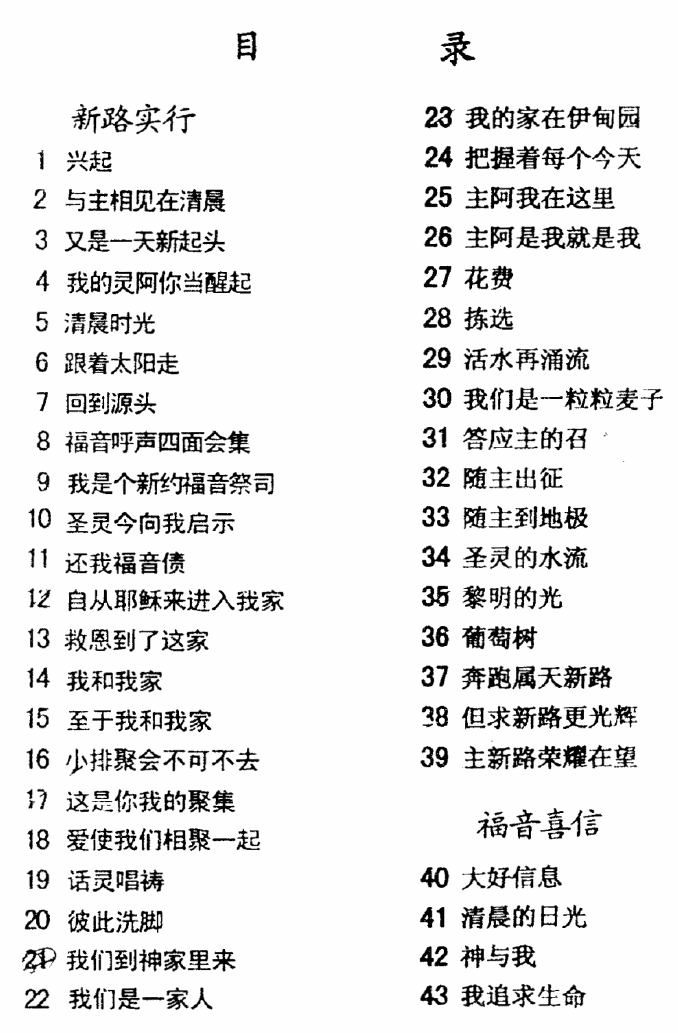 目 录
新路实行
1 兴起
2 与主相见在清晨
3 又是一天新起头
4 我的灵阿你当醒起
5 清晨时光
6 跟着太阳走
7 回到源头
8 福音呼声四面会集
9 我是个新约福音祭司
10 圣灵今向我启示
11 还我福音债
12 自从耶稣来进入我家
13 救恩到了这家
14 我和我家
15 至于我和我家
16 小排聚会不可不去
17 这是你我的聚集
18 爱使我们相聚一起
19 话灵唱祷
20 彼此洗脚
21 我们到神家里来
22 我们是一家人
23 我的家在伊甸园
24 把握着每个今天
25 主阿我在这里
26 主阿是我就是我
27 花费
28 拣选
29 活水再涌流
30 我们是一粒粒麦子
31 答应主的召
32 随主出征
33 随主到地极
34 圣灵的水流
35 黎明的光
36 葡萄树
37 奔跑属天新路
38 但求新路更光辉
39 主新路荣耀在望
福音喜信
40 大好信息
41 清晨的日光
42 神与我
43 我追求生命